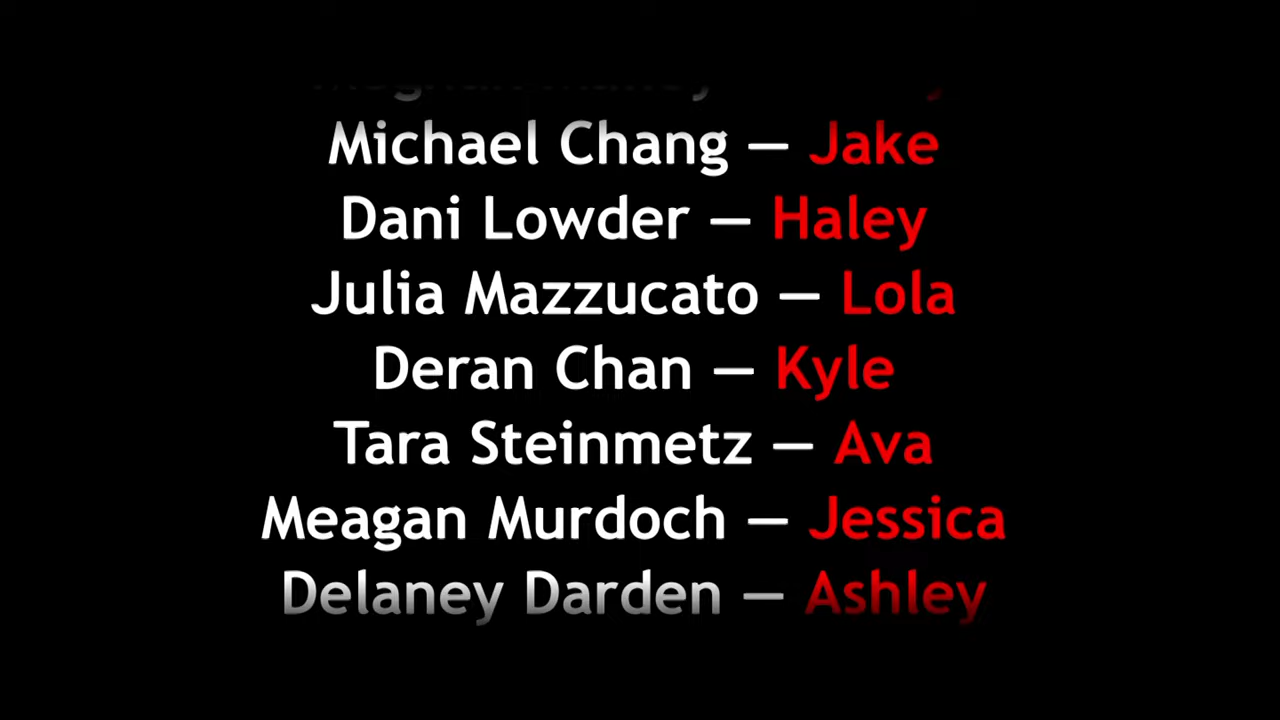 Michael Chang — Jake
Dani Lowder — Haley
Julia Mazzucato — Lola
Deran Chan — Kyle
Tara Steinmetz — Ava
Meagan Murdoch — Jessica
Delaney Darden — Ashley